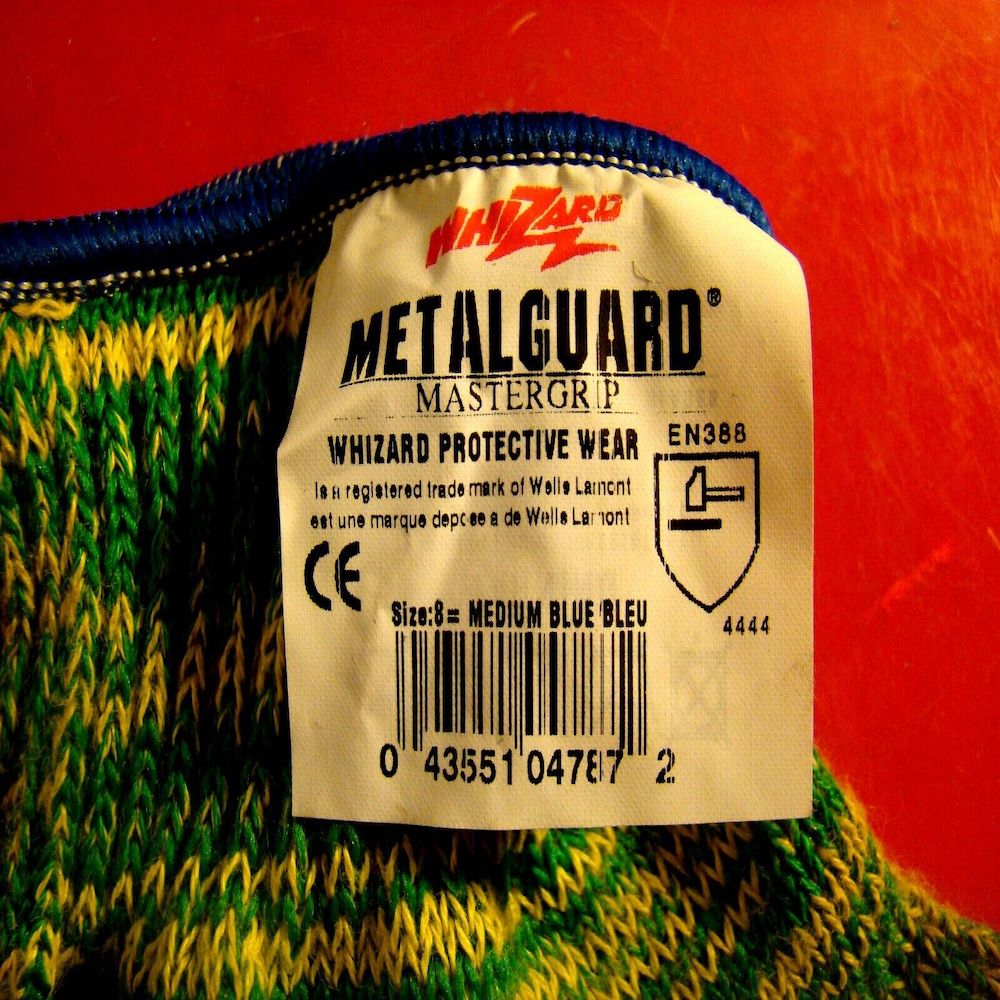 WHIZARD
METALGUARD®
MASTERGRIP
WHIZARD PROTECTIVE WEAR
Is a registered trade mark of Wells Lamont
est une marque deposea de Wells Lamont
EN388
CE
4444
Size:8= MEDIUM BLUE BLEU
0 43551 04787 2